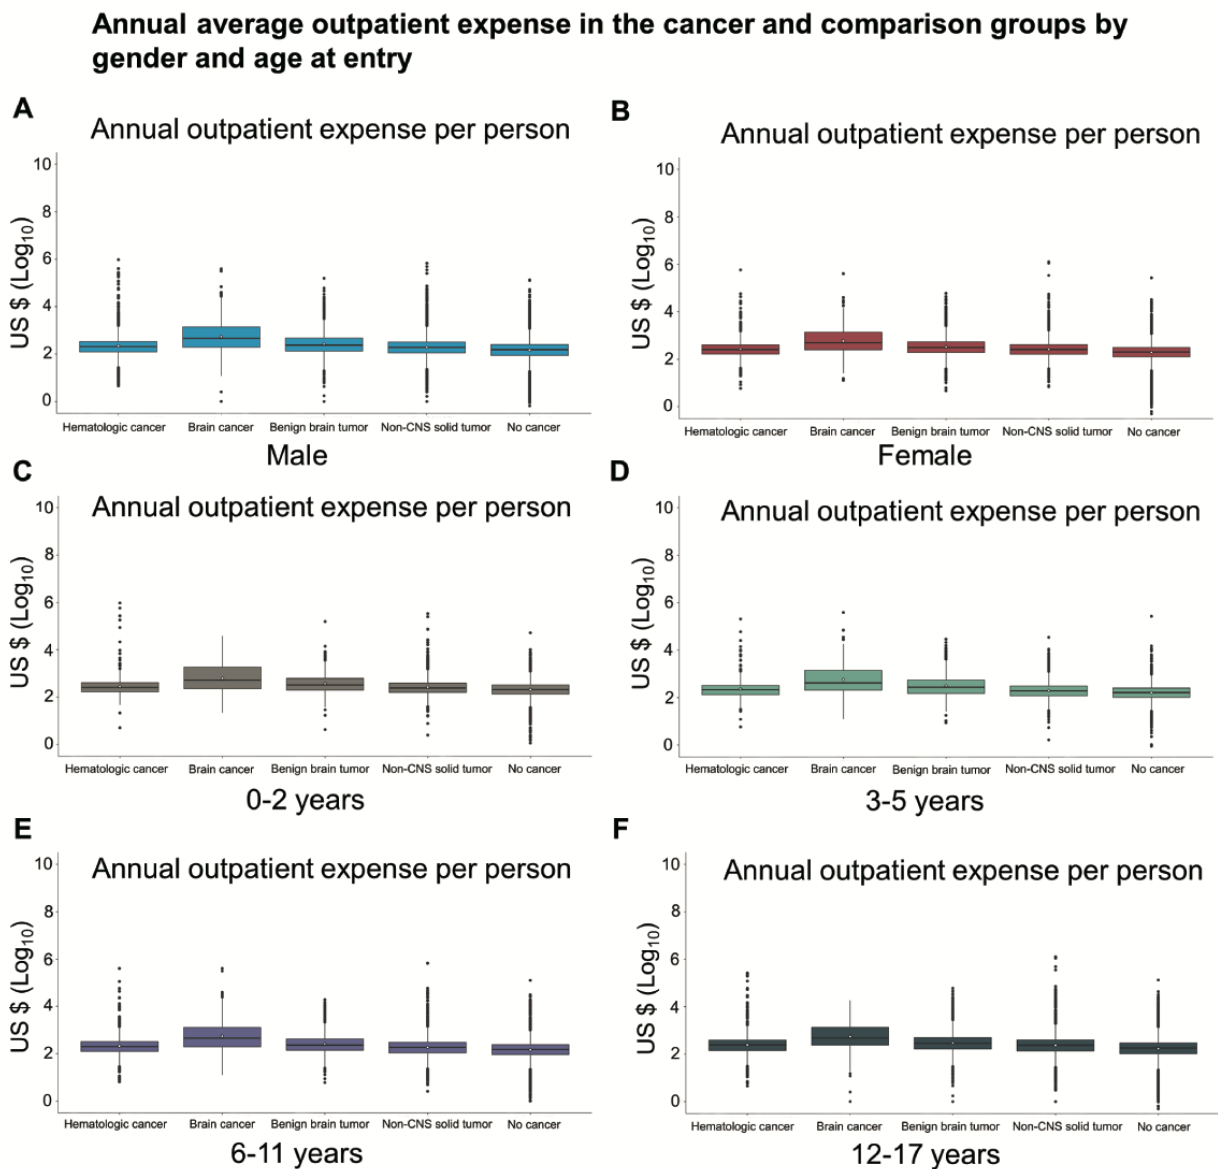 Annual average outpatient expense in the cancer and comparison groups by
gender and age at entry
A
Annual outpatient expense per person
US $ (Log10)
10
8
6
4
2
0
Hematologic cancer Brain cancer Benign brain tumor Non-CNS solid tumor No cancer
Male
B
Annual outpatient expense per person
US $ (Log10)
10
8
6
4
2
0
Hematologic cancer Brain cancer Benign brain tumor Non-CNS solid tumor No cancer
Female
C
Annual outpatient expense per person
US $ (Log10)
10
8
6
4
2
0
Hematologic cancer Brain cancer Benign brain tumor Non-CNS solid tumor No cancer
0-2 years
D
Annual outpatient expense per person
US $ (Log10)
10
8
6
4
2
0
Hematologic cancer Brain cancer Benign brain tumor Non-CNS solid tumor No cancer
3-5 years
E
Annual outpatient expense per person
US $ (Log10)
10
8
6
4
2
0
Hematologic cancer Brain cancer Benign brain tumor Non-CNS solid tumor No cancer
6-11 years
F
Annual outpatient expense per person
US $ (Log10)
10
8
6
4
2
0
Hematologic cancer Brain cancer Benign brain tumor Non-CNS solid tumor No cancer
12-17 years